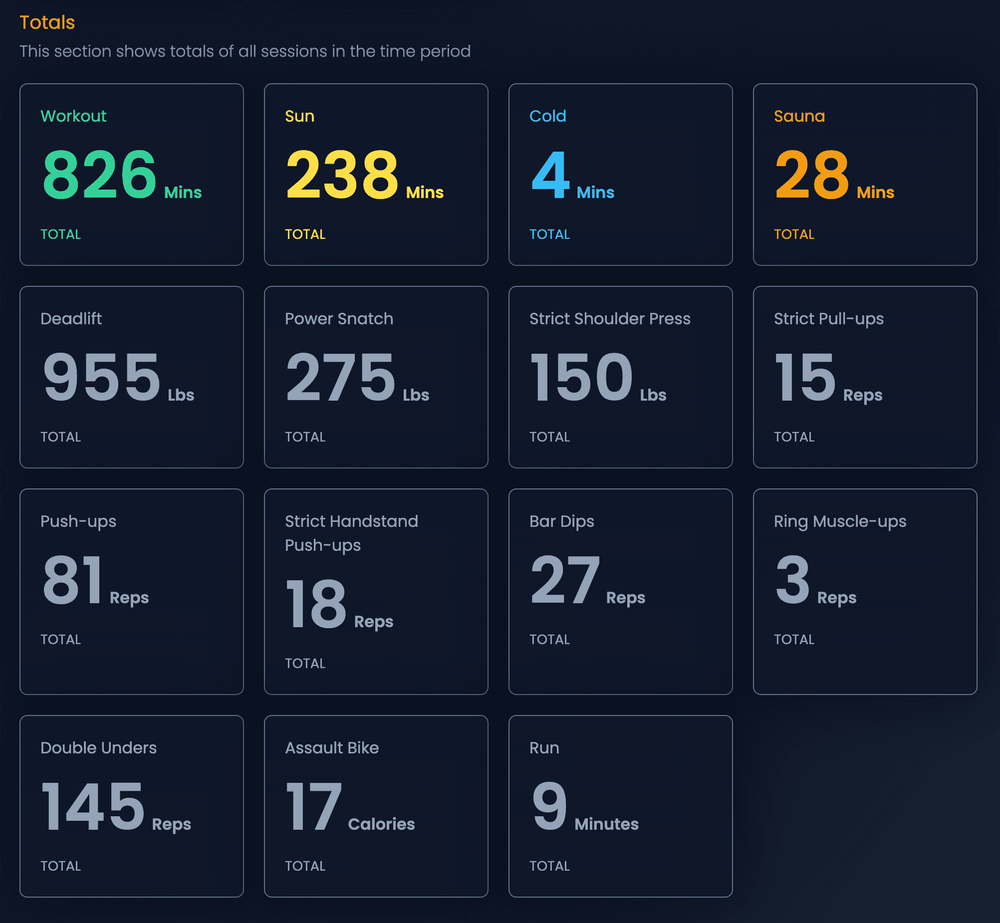 Totals
This section shows totals of all sessions in the time period
Workout
826 Mins
TOTAL
Sun
238 Mins
TOTAL
Cold
4 Mins
TOTAL
Sauna
28 Mins
TOTAL
Deadlift
955 Lbs
TOTAL
Power Snatch
275 Lbs
TOTAL
Strict Shoulder Press
150 Lbs
TOTAL
Strict Pull-ups
15 Reps
TOTAL
Push-ups
81 Reps
TOTAL
Strict Handstand
Push-ups
18 Reps
TOTAL
Bar Dips
27 Reps
TOTAL
Ring Muscle-ups
3 Reps
TOTAL
Double Unders
145 Reps
TOTAL
Assault Bike
17 Calories
TOTAL
Run
9 Minutes
TOTAL